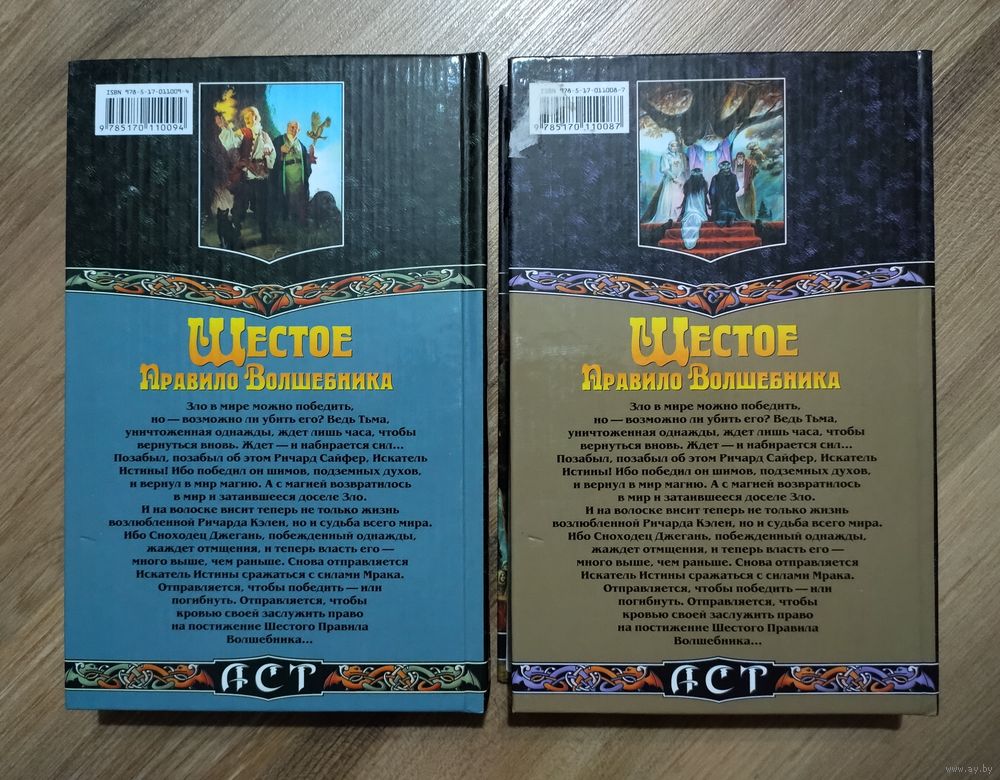 ISBN 978-5-17-011009-4
9 785170 110094
ШЕСТОЕ
ПРАВИЛО ВОЛШЕБНИКА
Зло в мире можно победить,
но — возможно ли убить его? Ведь Тьма,
уничтоженная однажды, ждет лишь часа, чтобы
вернуться вновь. Ждет — и набирается сил...
Позабыл, позабыл об этом Ричард Сайфер, Искатель
Истины! Ибо победил он шимов, подземных духов,
и вернул в мир магию. А с магией возвратилось
в мир и затаившееся доселе Зло.
И на волоске висит теперь не только жизнь
возлюбленной Ричарда Кэлен, но и судьба всего мира.
Ибо Сноходец Джегань, побежденный однажды,
жаждет отмщения, и теперь власть его —
много выше, чем раньше. Снова отправляется
Искатель Истины сражаться с силами Мрака.
Отправляется, чтобы победить — или
погибнуть. Отправляется, чтобы
кровью своей заслужить право
на постижение Шестого Правила
Волшебника...
АСТ
ISBN 978-5-17-011008-7
9 785170 110087
ШЕСТОЕ
ПРАВИЛО ВОЛШЕБНИКА
Зло в мире можно победить,
но — возможно ли убить его? Ведь Тьма,
уничтоженная однажды, ждет лишь часа, чтобы
вернуться вновь. Ждет — и набирается сил...
Позабыл, позабыл об этом Ричард Сайфер, Искатель
Истины! Ибо победил он шимов, подземных духов,
и вернул в мир магию. А с магией возвратилось
в мир и затаившееся доселе Зло.
И на волоске висит теперь не только жизнь
возлюбленной Ричарда Кэлен, но и судьба всего мира.
Ибо Сноходец Джегань, побежденный однажды,
жаждет отмщения, и теперь власть его —
много выше, чем раньше. Снова отправляется
Искатель Истины сражаться с силами Мрака.
Отправляется, чтобы победить — или
погибнуть. Отправляется, чтобы
кровью своей заслужить право
на постижение Шестого Правила
Волшебника...
АСТ
© www.ay.by